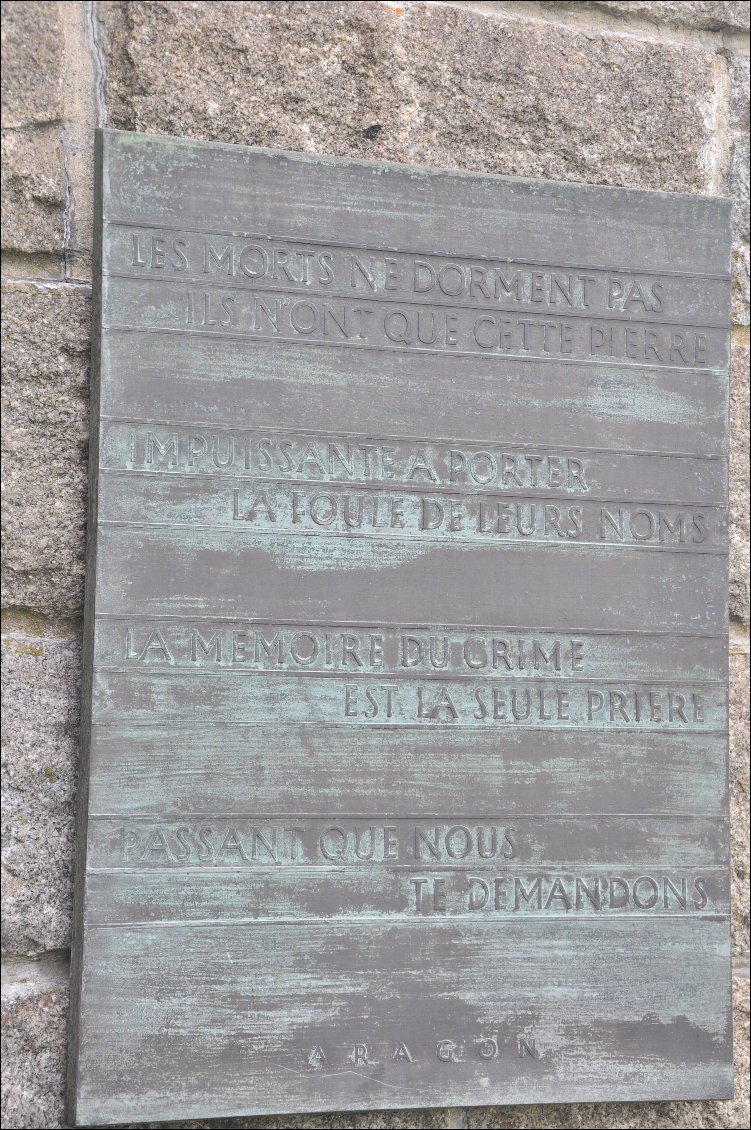 LES MORTS NE DORMENT PAS
ILS N'ONT QUE CETTE PIERRE
IMPUISSANTE A PORTER
LA FOULE DE LEURS NOMS
LA MEMOIRE DU CRIME
EST LA SEULE PRIERE
PASSANT QUE NOUS
TE DEMANDONS
ARAGON